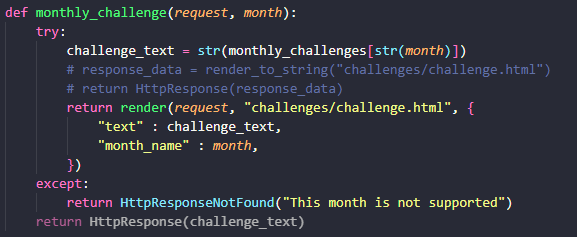 def monthly_challenge(request, month):
    try:
        challenge_text = str(monthly_challenges[str(month)])
        # response_data = render_to_string("challenges/challenge.html")
        # return HttpResponse(response_data)
        return render(request, "challenges/challenge.html", {
            "text" : challenge_text,
            "month_name" : month,
        })
    except:
        return HttpResponseNotFound("This month is not supported")
    return HttpResponse(challenge_text)